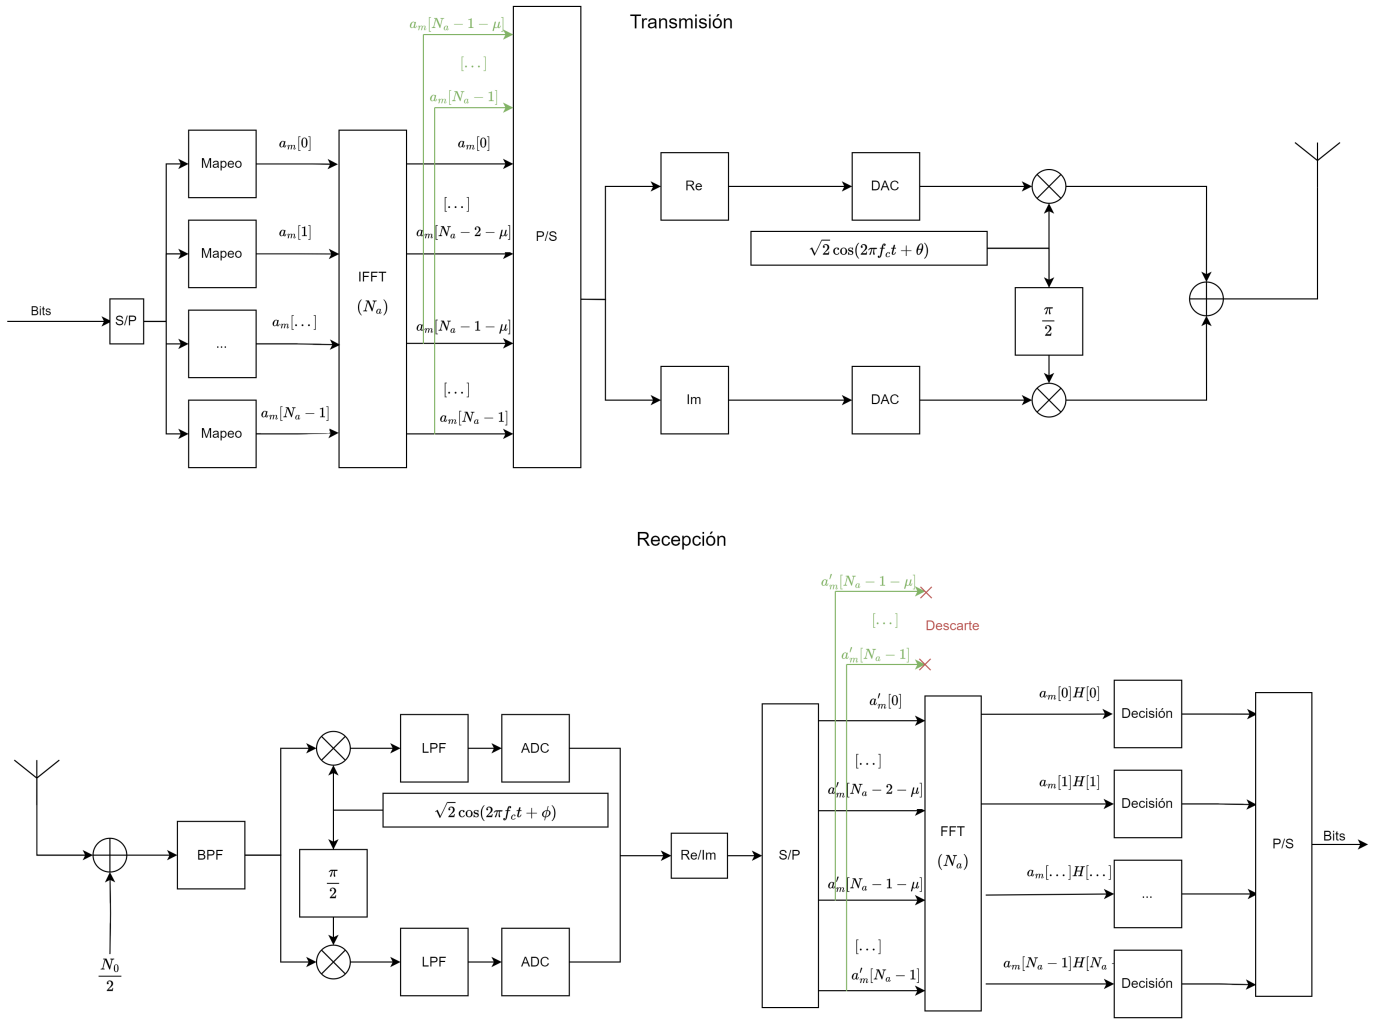 Transmisión
a_m[N_a − 1 − μ]
[…]
a_m[N_a − 1]
Mapeo
a_m[0]
a_m[0]
[…]
Mapeo
a_m[1]
a_m[N_a − 2 − μ]
Bits
S/P
...
a_m[…]
IFFT
(N_a)
a_m[N_a − 1 − μ]
[…]
Mapeo
a_m[N_a − 1]
a_m[N_a − 1]
P/S
Re
DAC
√2 cos(2πf_c t + θ)
π/2
Im
DAC
Recepción
a′_m[N_a − 1 − μ]
[…]
Descarte
a′_m[N_a − 1]
N_0/2
BPF
LPF
ADC
√2 cos(2πf_c t + ϕ)
π/2
LPF
ADC
Re/Im
S/P
a′_m[0]
[…]
a′_m[N_a − 2 − μ]
a′_m[N_a − 1 − μ]
[…]
a′_m[N_a − 1]
FFT
(N_a)
a_m[0]H[0]
Decisión
a_m[1]H[1]
Decisión
a_m[…]H[…]
...
a_m[N_a − 1]H[N_a -
Decisión
P/S
Bits